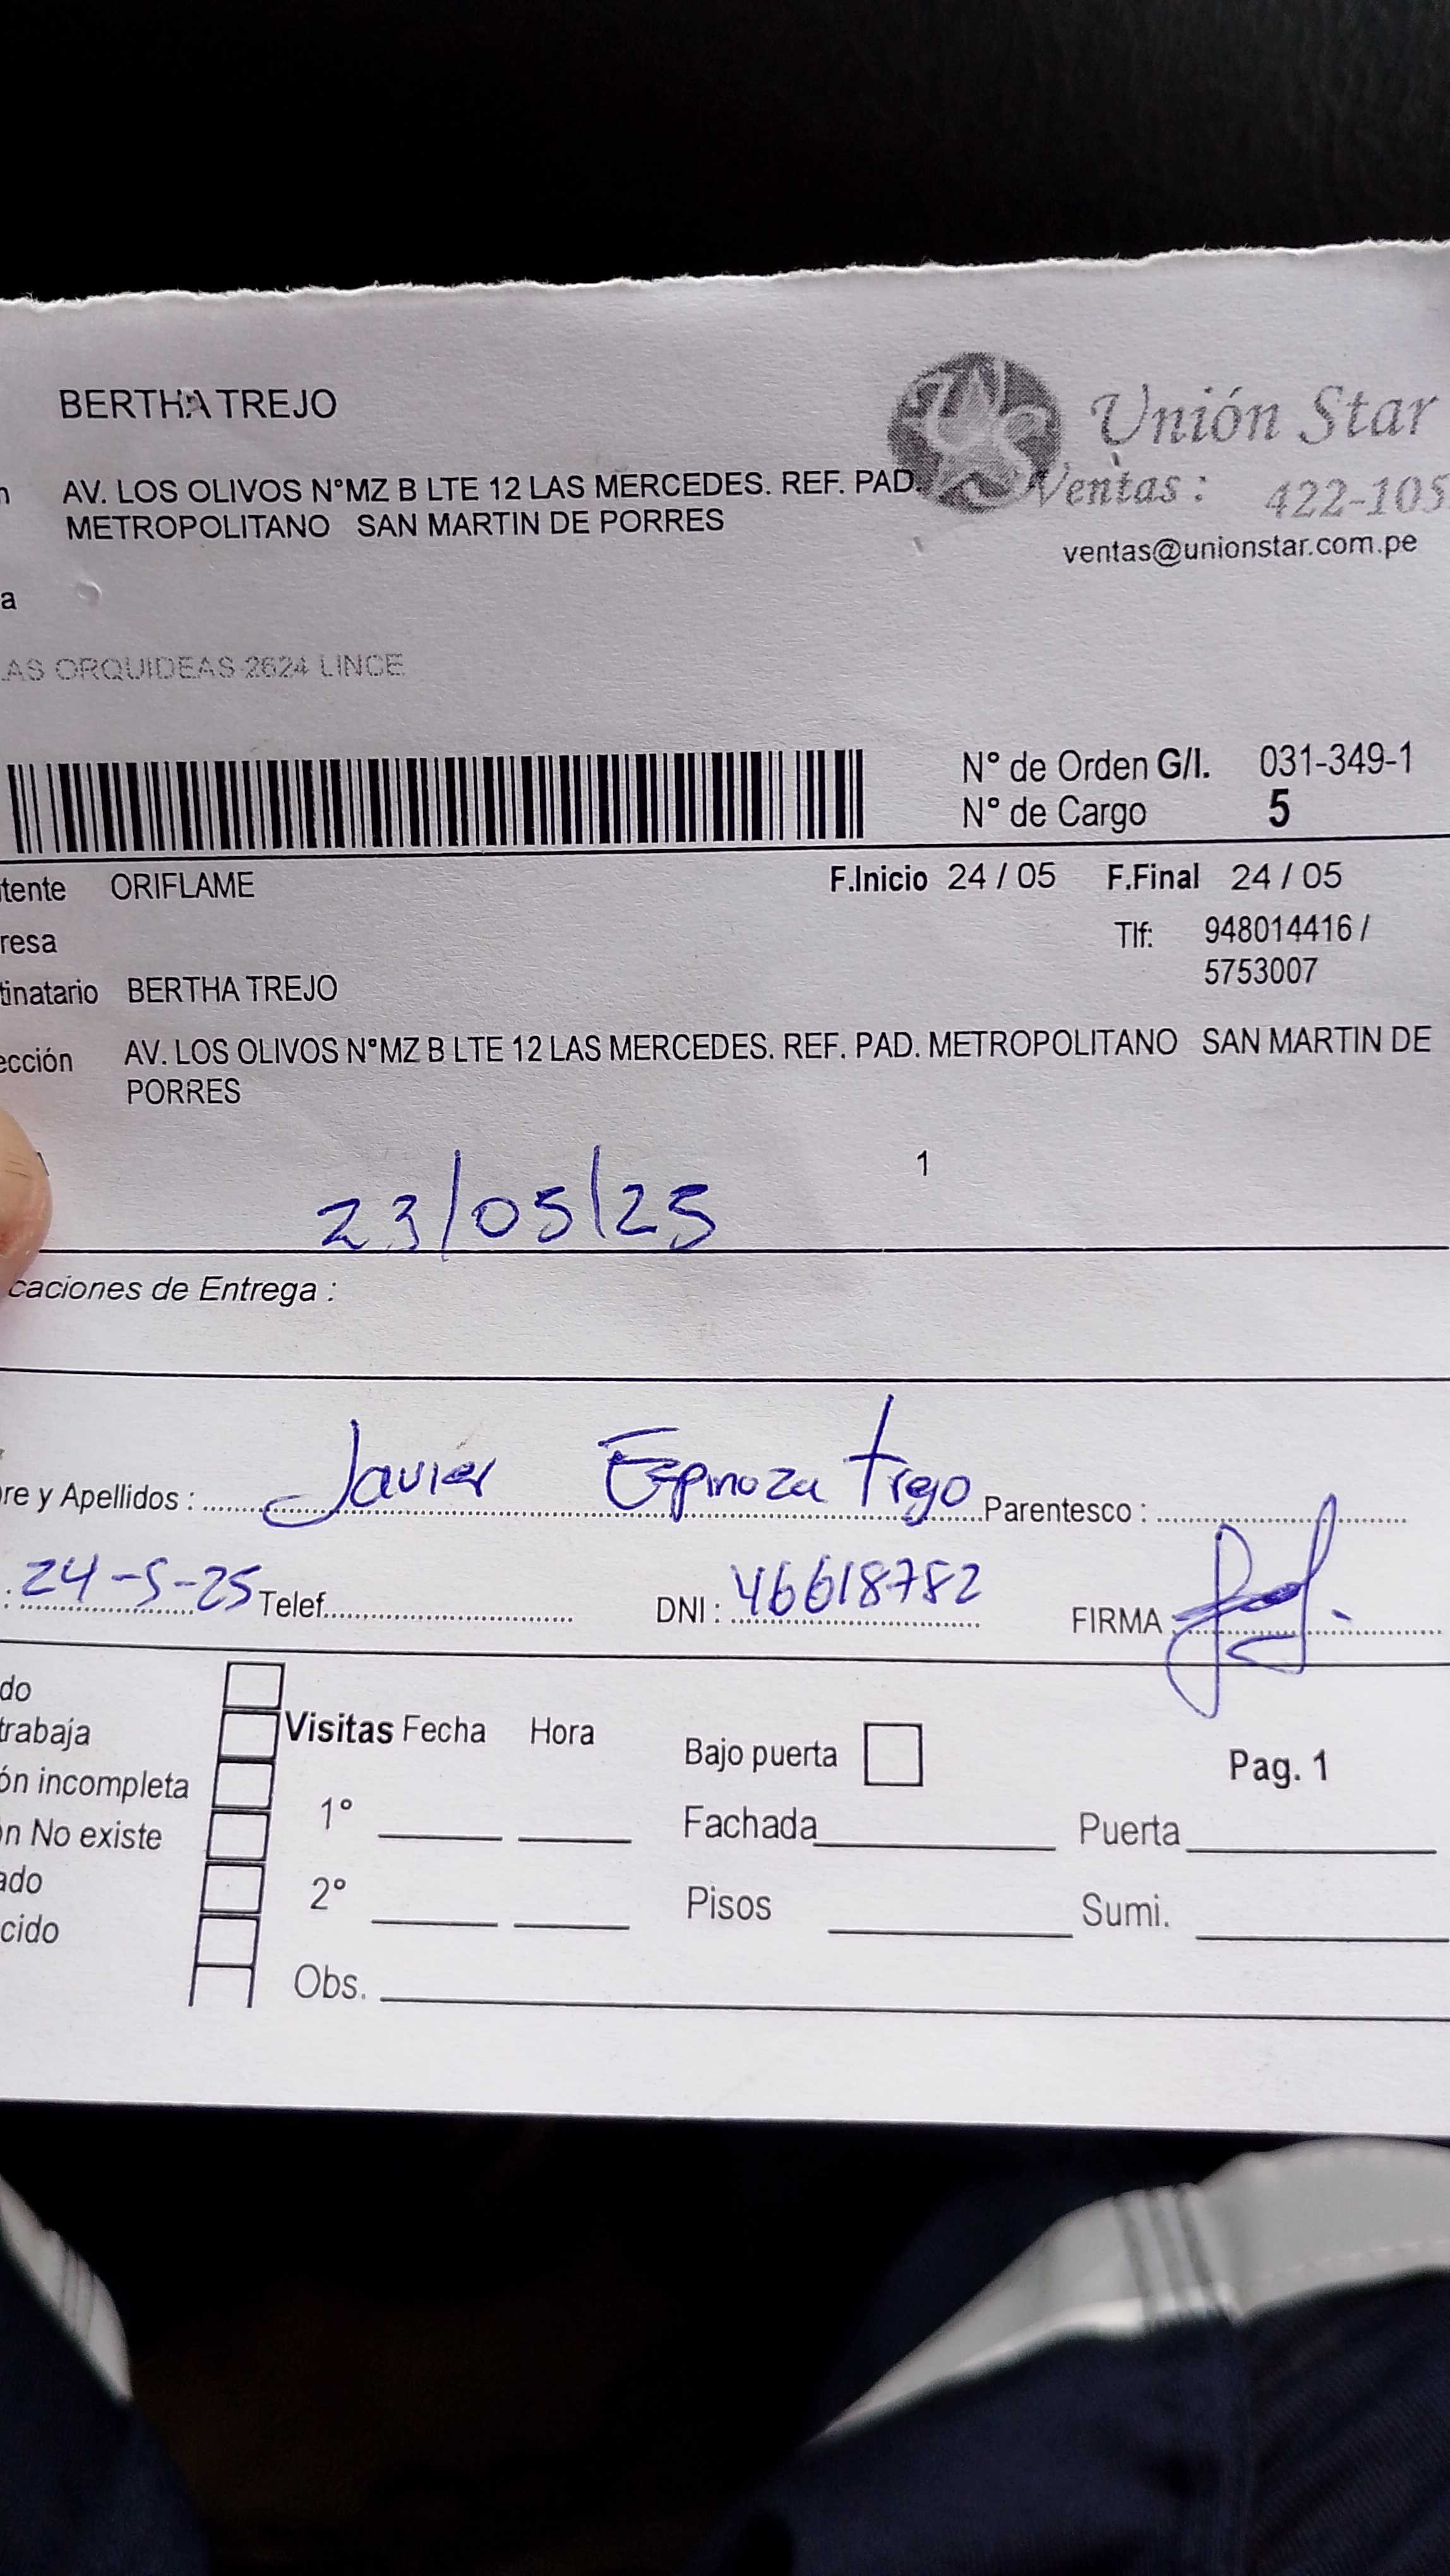 BERTHA TREJO
Unión Star
n AV. LOS OLIVOS N°MZ B LTE 12 LAS MERCEDES. REF. PAD.
Ventas: 422-105
METROPOLITANO SAN MARTIN DE PORRES
ventas@unionstar.com.pe
a
LAS ORQUIDEAS 2624 LINCE
N° de Orden G/I. 031-349-1
N° de Cargo 5
itente ORIFLAME F.Inicio 24 / 05 F.Final 24 / 05
resa Tlf: 948014416 /
5753007
tinatario BERTHA TREJO
ección AV. LOS OLIVOS N°MZ B LTE 12 LAS MERCEDES. REF. PAD. METROPOLITANO SAN MARTIN DE
PORRES
1
23/05/25
caciones de Entrega :
re y Apellidos : Javier Espinoza Trejo Parentesco :
: 24-5-25 Telef. DNI : 46618782 FIRMA
do
trabaja Visitas Fecha Hora Bajo puerta Pag. 1
ón incompleta
n No existe 1° Fachada Puerta
ado 2° Pisos Sumi.
cido
Obs.